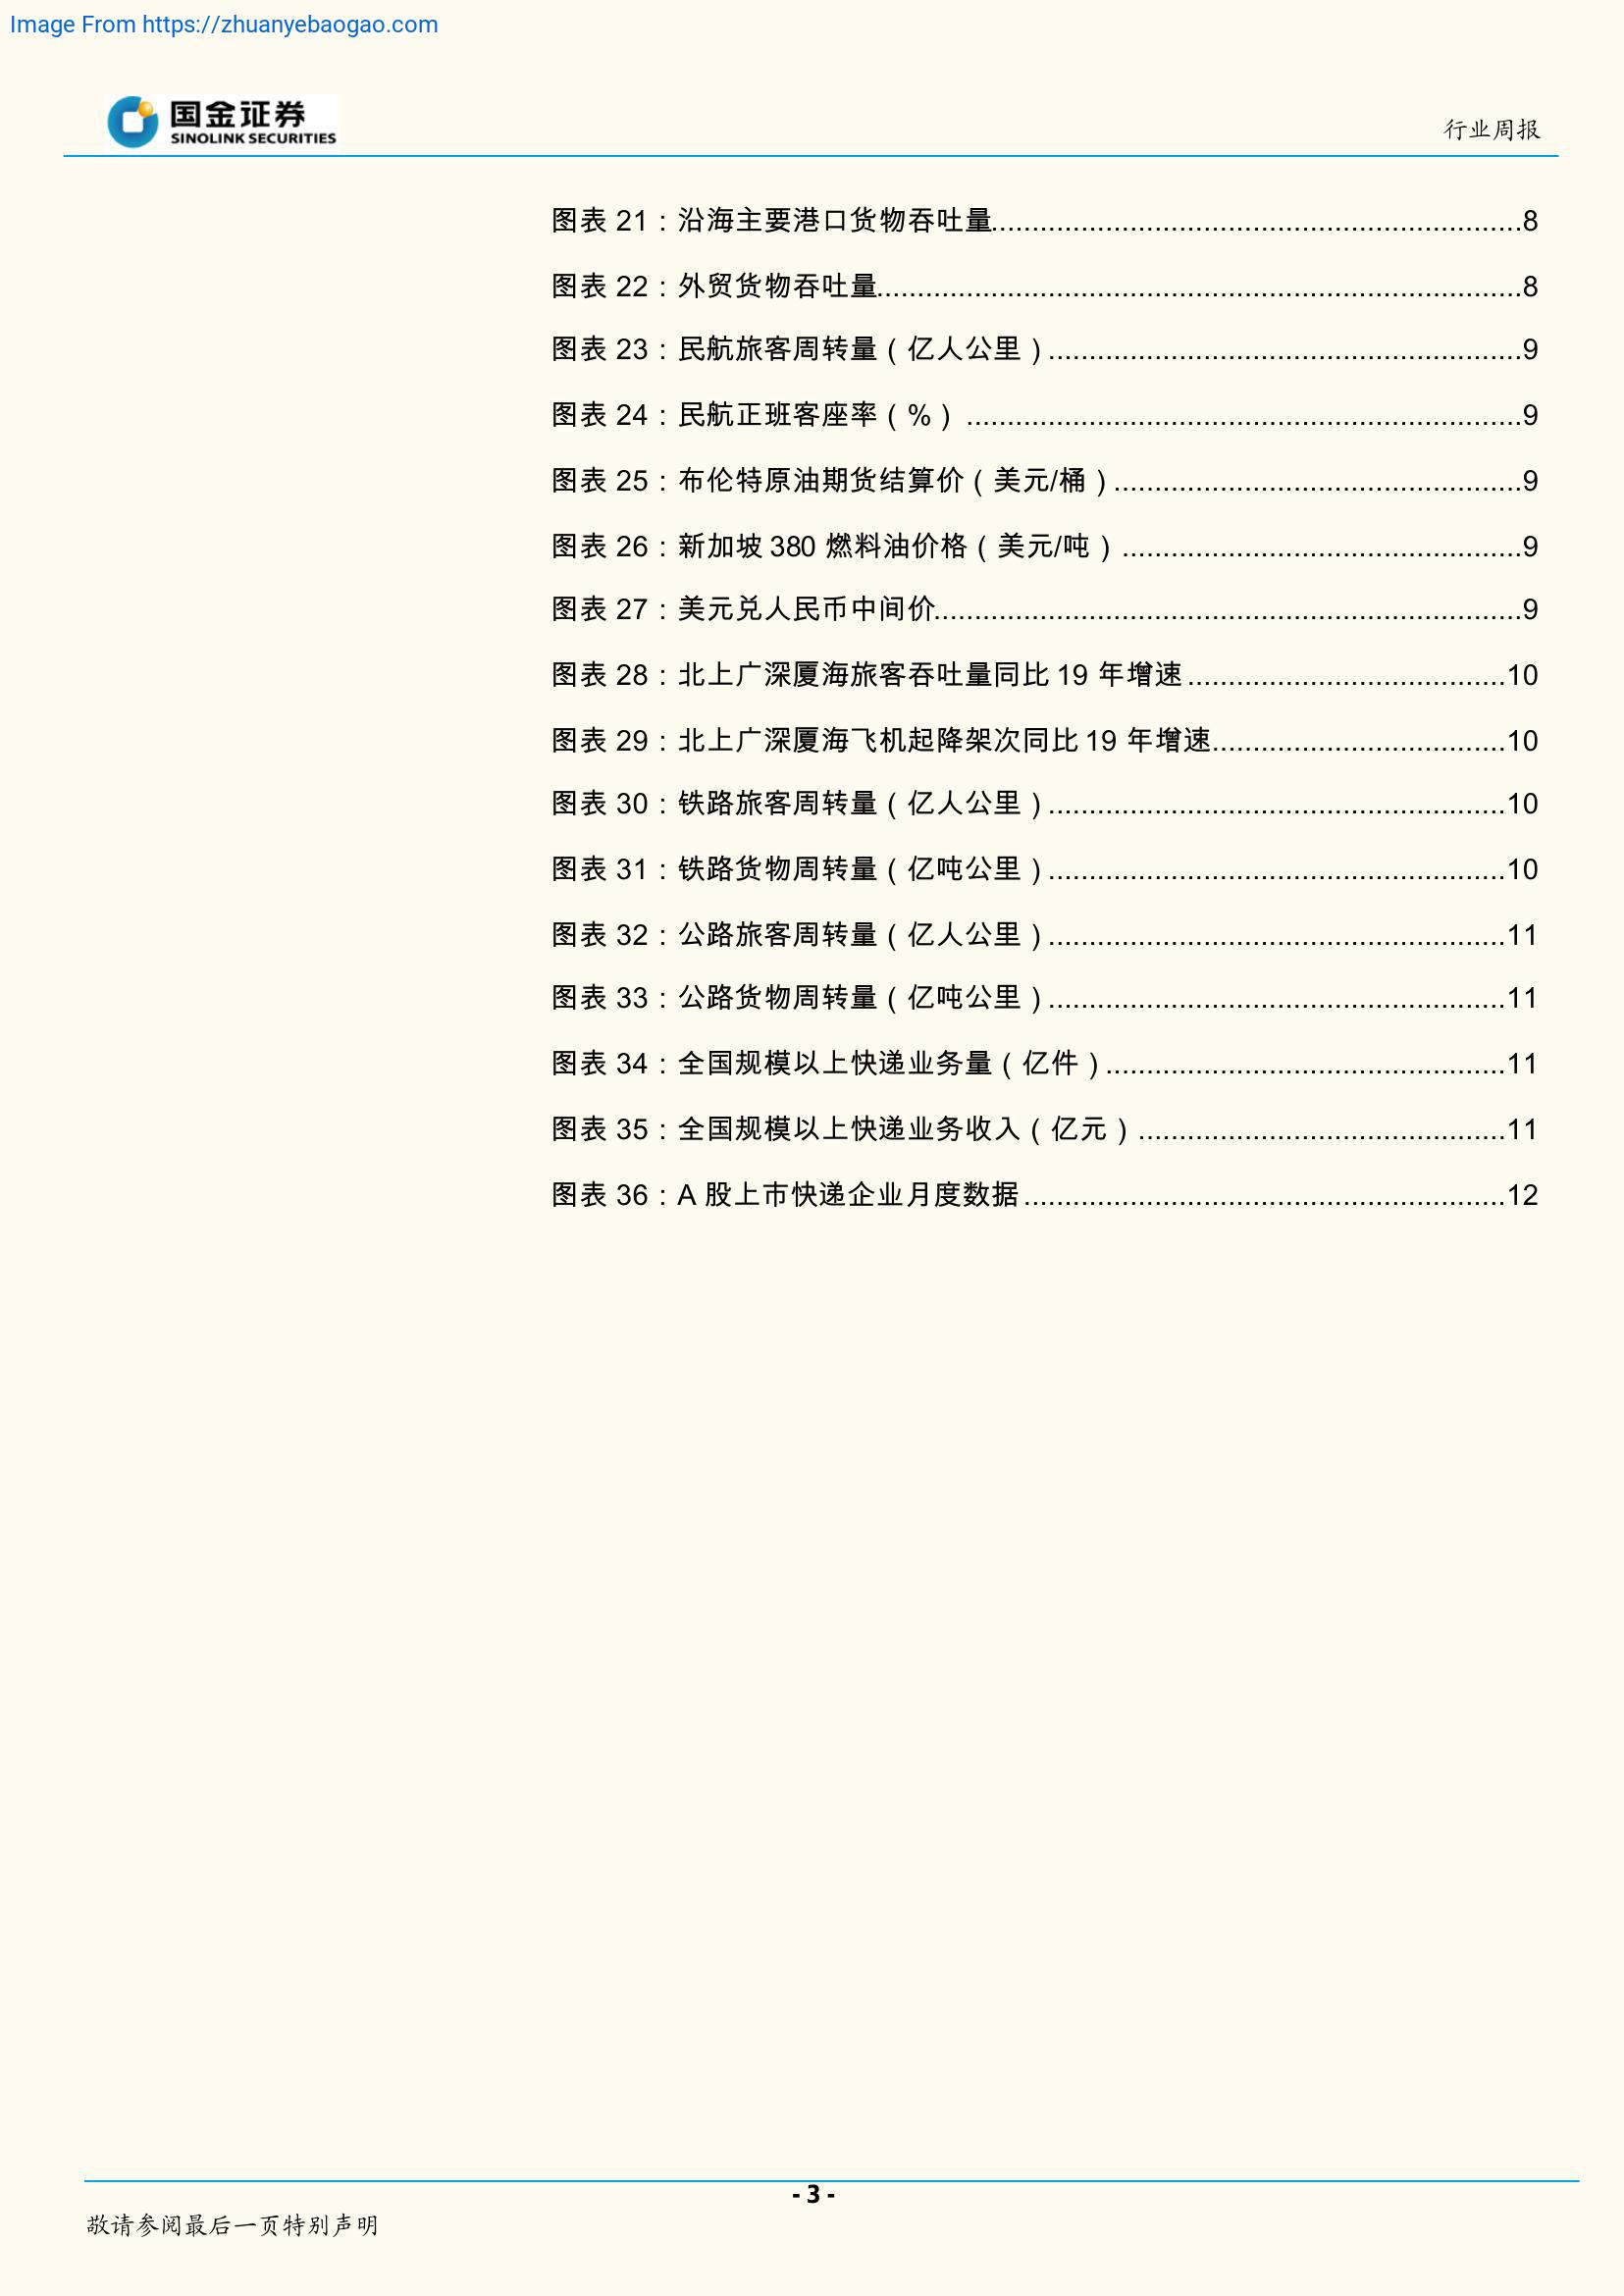 Image From https://zhuanyebaogao.com
国金证券
SINOLINK SECURITIES
行业周报
图表 21：沿海主要港口货物吞吐量................................................................8
图表 22：外贸货物吞吐量..............................................................................8
图表 23：民航旅客周转量（亿人公里）.........................................................9
图表 24：民航正班客座率（%） ...................................................................9
图表 25：布伦特原油期货结算价（美元/桶）.................................................9
图表 26：新加坡 380 燃料油价格（美元/吨） ................................................9
图表 27：美元兑人民币中间价.......................................................................9
图表 28：北上广深厦海旅客吞吐量同比 19 年增速 ......................................10
图表 29：北上广深厦海飞机起降架次同比 19 年增速...................................10
图表 30：铁路旅客周转量（亿人公里）.......................................................10
图表 31：铁路货物周转量（亿吨公里）.......................................................10
图表 32：公路旅客周转量（亿人公里）.......................................................11
图表 33：公路货物周转量（亿吨公里）.......................................................11
图表 34：全国规模以上快递业务量（亿件）................................................11
图表 35：全国规模以上快递业务收入（亿元） ............................................11
图表 36：A 股上市快递企业月度数据 ..........................................................12
- 3 -
敬请参阅最后一页特别声明